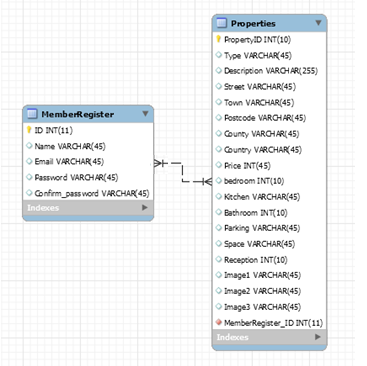 MemberRegister
ID INT(11)
Name VARCHAR(45)
Email VARCHAR(45)
Password VARCHAR(45)
Confirm_password VARCHAR(45)
Indexes
Properties
PropertyID INT(10)
Type VARCHAR(45)
Description VARCHAR(255)
Street VARCHAR(45)
Town VARCHAR(45)
Postcode VARCHAR(45)
County VARCHAR(45)
Country VARCHAR(45)
Price INT(45)
bedroom INT(10)
Kitchen VARCHAR(45)
Bathroom INT(10)
Parking VARCHAR(45)
Space VARCHAR(45)
Reception INT(10)
Image1 VARCHAR(45)
Image2 VARCHAR(45)
Image3 VARCHAR(45)
MemberRegister_ID INT(11)
Indexes